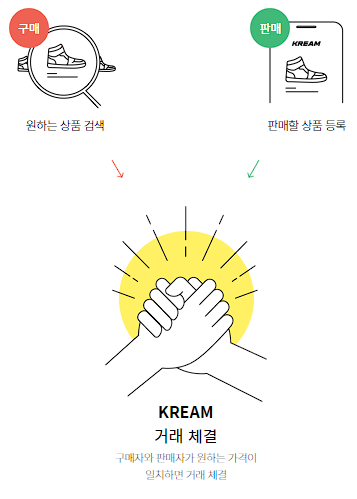 구매
판매
KREAM
원하는 상품 검색
판매할 상품 등록
KREAM
거래 체결
구매자와 판매자가 원하는 가격이
일치하면 거래 체결